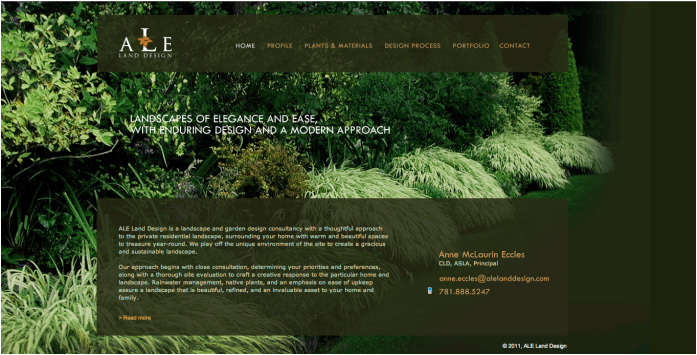 ALE
LAND DESIGN
HOME PROFILE PLANTS & MATERIALS DESIGN PROCESS PORTFOLIO CONTACT
LANDSCAPES OF ELEGANCE AND EASE,
WITH ENDURING DESIGN AND A MODERN APPROACH
ALE Land Design is a landscape and garden design consultancy with a thoughtful approach
to the private residential landscape, surrounding your home with warm and beautiful spaces
to treasure year-round. We play off the unique environment of the site to create a gracious
and sustainable landscape.
Our approach begins with close consultation, determining your priorities and preferences,
along with a thorough site evaluation to craft a creative response to the particular home and
landscape. Rainwater management, native plants, and an emphasis on ease of upkeep
assure a landscape that is beautiful, refined, and an invaluable asset to your home and
family.
> Read more
Anne McLaurin Eccles
CLD, ASLA, Principal
anne.eccles@alelanddesign.com
781.888.5247
© 2011, ALE Land Design